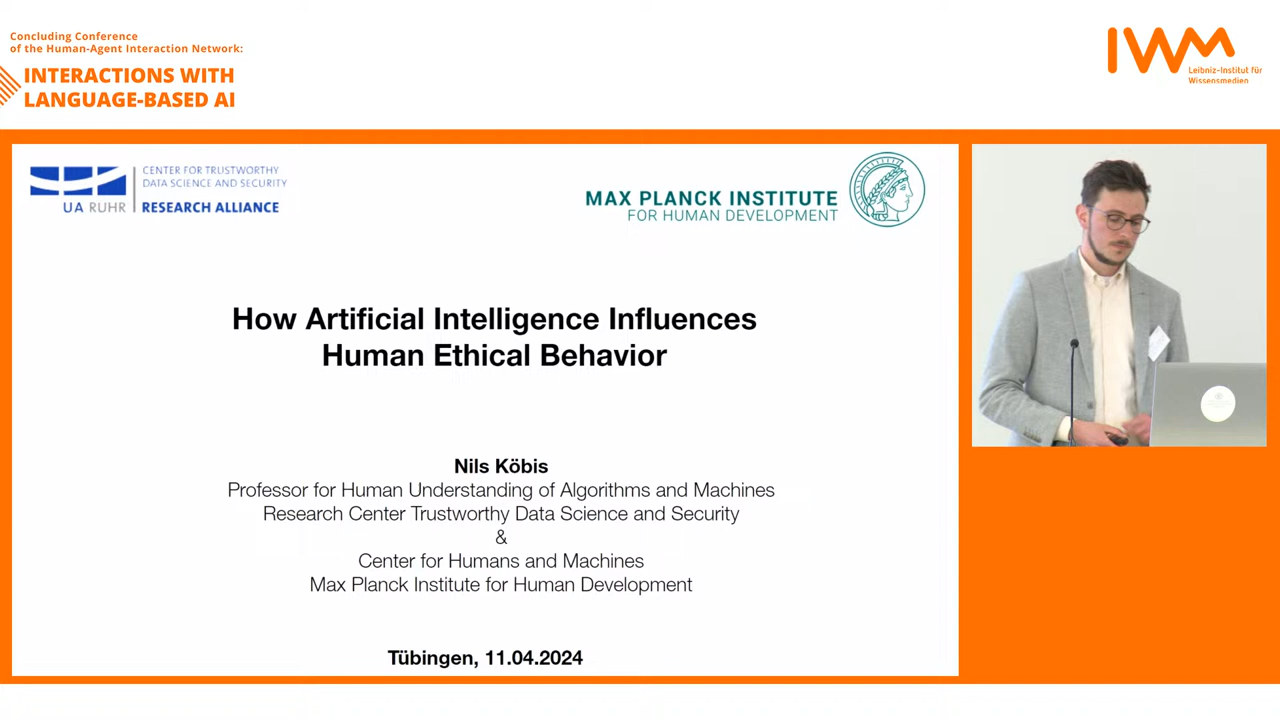 Concluding Conference
of the Human-Agent Interaction Network:
INTERACTIONS WITH
LANGUAGE-BASED AI
IWM
Leibniz-Institut für
Wissensmedien
CENTER FOR TRUSTWORTHY
DATA SCIENCE AND SECURITY
UA RUHR
RESEARCH ALLIANCE
MAX PLANCK INSTITUTE
FOR HUMAN DEVELOPMENT
How Artificial Intelligence Influences
Human Ethical Behavior
Nils Köbis
Professor for Human Understanding of Algorithms and Machines
Research Center Trustworthy Data Science and Security
&
Center for Humans and Machines
Max Planck Institute for Human Development
Tübingen, 11.04.2024